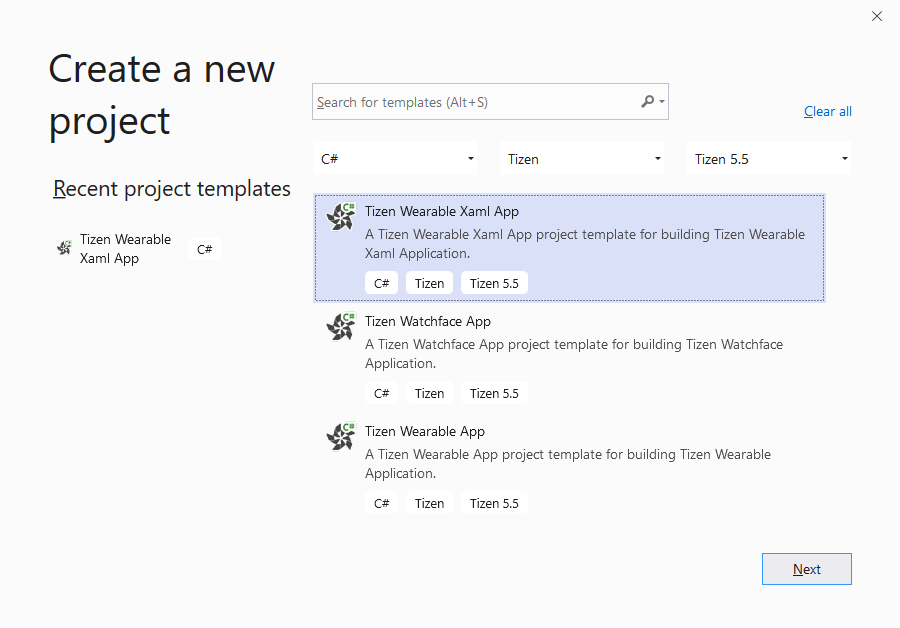 Create a new
project
Search for templates (Alt+S)
Clear all
C#
Tizen
Tizen 5.5
Recent project templates
Tizen Wearable
Xaml App
C#
C#
Tizen Wearable Xaml App
A Tizen Wearable Xaml App project template for building Tizen Wearable
Xaml Application.
C#
Tizen
Tizen 5.5
C#
Tizen Watchface App
A Tizen Watchface App project template for building Tizen Watchface
Application.
C#
Tizen
Tizen 5.5
C#
Tizen Wearable App
A Tizen Wearable App project template for building Tizen Wearable
Application.
C#
Tizen
Tizen 5.5
Next